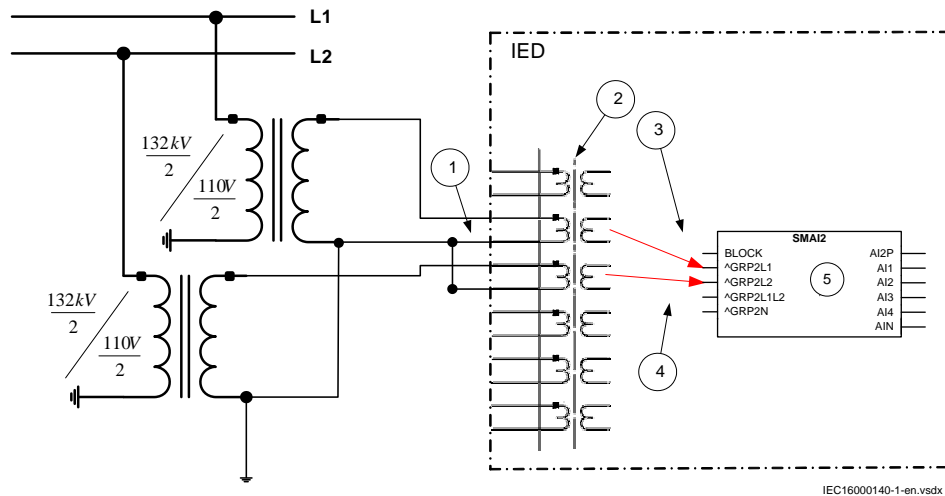 L1
L2
IED
2
3
1
132kV
2
110V
2
132kV
2
110V
2
SMAI2
BLOCK
^GRP2L1
^GRP2L2
^GRP2L1L2
^GRP2N
5
AI2P
AI1
AI2
AI3
AI4
AIN
4
IEC16000140-1-en.vsdx